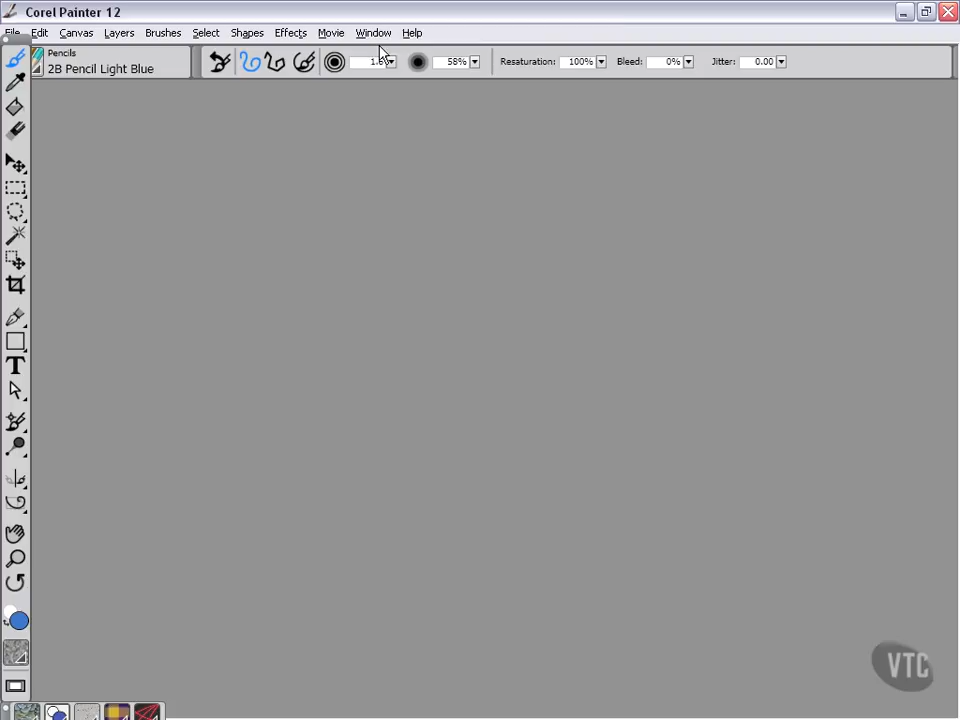 Corel Painter 12
File Edit Canvas Layers Brushes Select Shapes Effects Movie Window Help
Pencils
2B Pencil Light Blue
58% Resaturation: 100% Bleed: 0% Jitter: 0.00
T
VTC